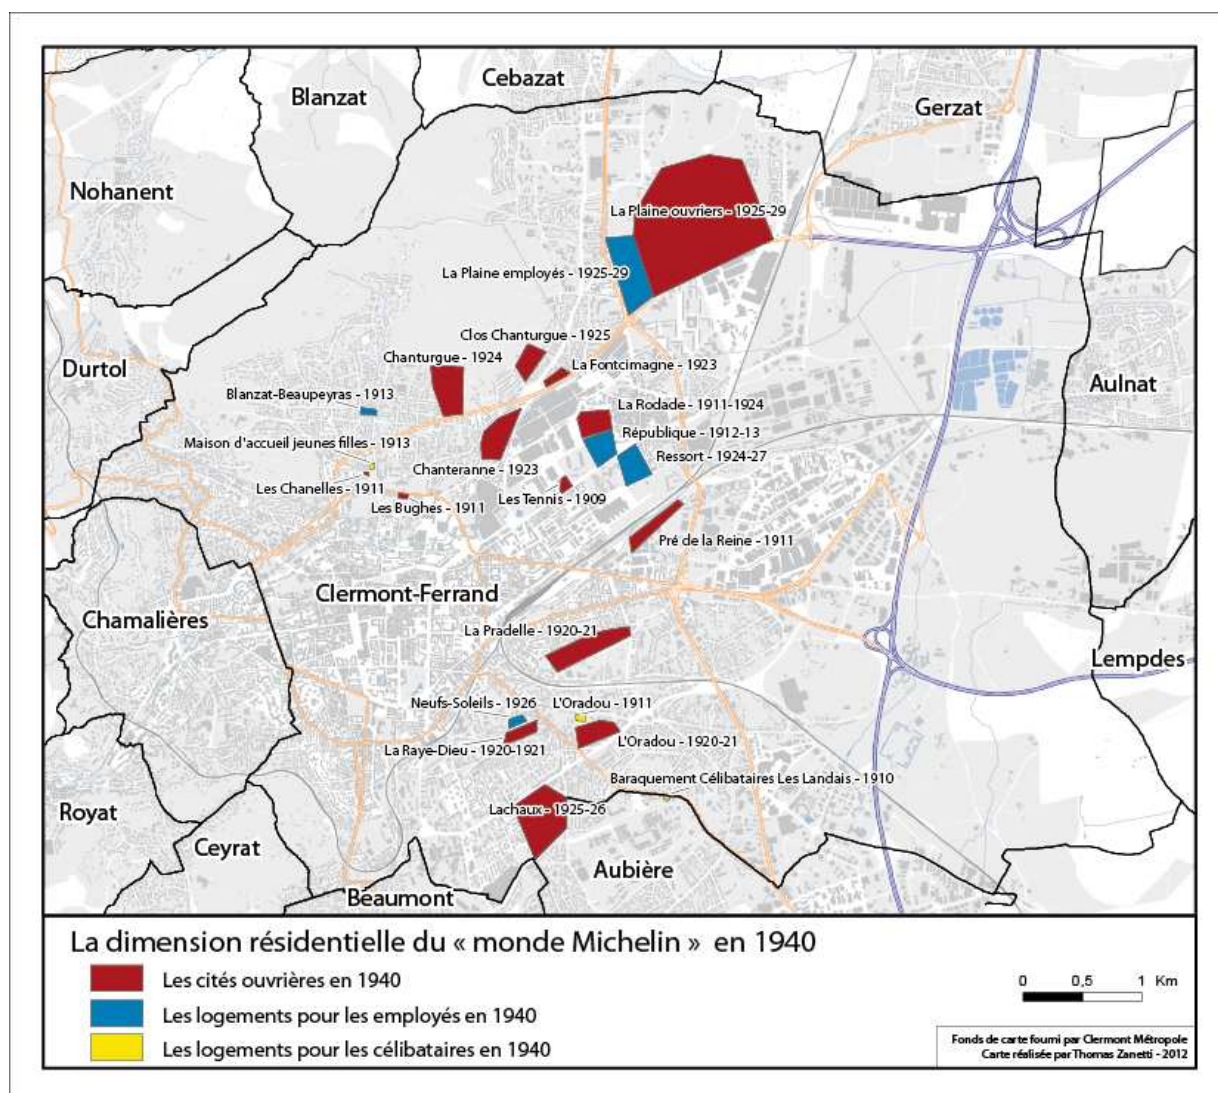 Cebazat
Blanzat
Gerzat
Nohanent
La Plaine ouvriers - 1925-29
La Plaine employés - 1925-29
Clos Chanturgue - 1925
Chanturgue - 1924
La Fontcimagne - 1923
Durtol
Aulnat
Blanzat-Beaupeyras - 1913
La Rodade - 1911-1924
République - 1912-13
Maison d'accueil jeunes filles - 1913
Ressort - 1924-27
Chanteranne - 1923
Les Chanelles - 1911
Les Tennis - 1909
Les Bughes - 1911
Pré de la Reine - 1911
Clermont-Ferrand
Chamalières
La Pradelle - 1920-21
Lempdes
Neufs-Soleils - 1926
L'Oradou - 1911
L'Oradou - 1920-21
La Raye-Dieu - 1920-1921
Baraquement Célibataires Les Landais - 1910
Lachaux - 1925-26
Royat
Ceyrat
Aubière
Beaumont
La dimension résidentielle du « monde Michelin » en 1940
Les cités ouvrières en 1940
Les logements pour les employés en 1940
Les logements pour les célibataires en 1940
0 0,5 1 Km
Fonds de carte fourni par Clermont Métropole
Carte réalisée par Thomas Zanetti - 2012